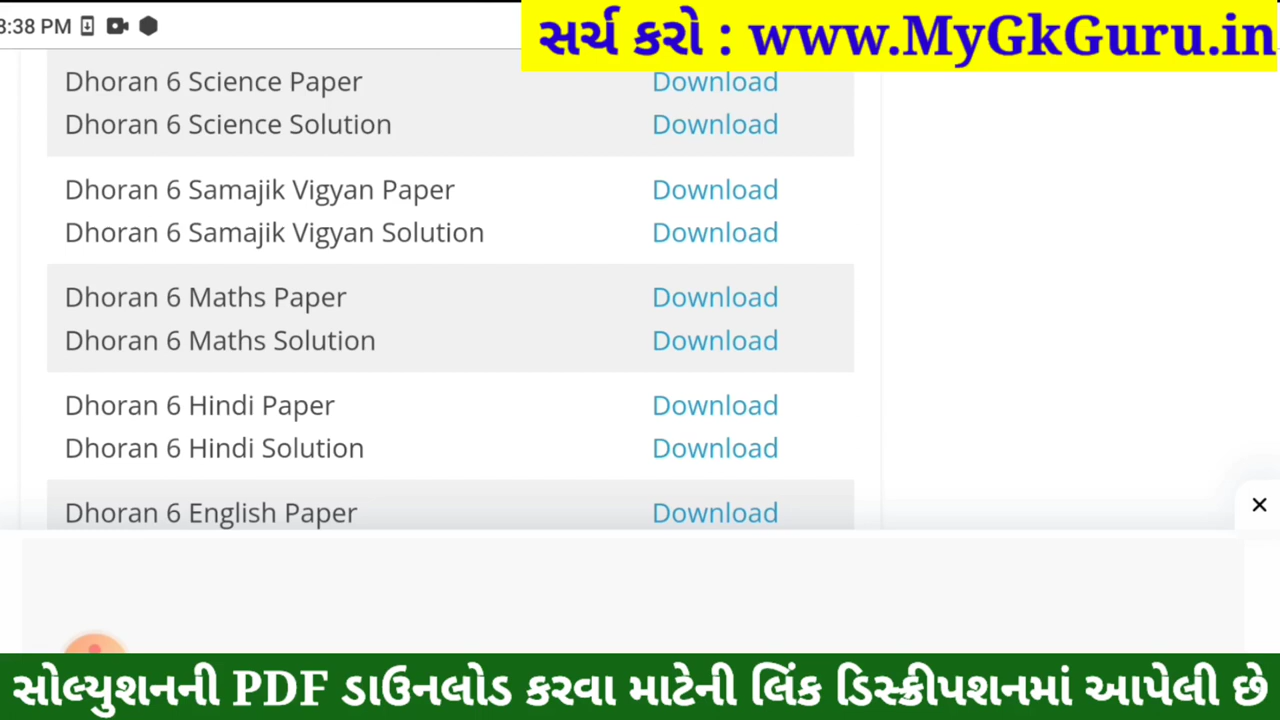 8:38 PM
સર્ચ કરો : www.MyGkGuru.in
Dhoran 6 Science Paper Download
Dhoran 6 Science Solution Download
Dhoran 6 Samajik Vigyan Paper Download
Dhoran 6 Samajik Vigyan Solution Download
Dhoran 6 Maths Paper Download
Dhoran 6 Maths Solution Download
Dhoran 6 Hindi Paper Download
Dhoran 6 Hindi Solution Download
Dhoran 6 English Paper Download
સોલ્યુશનની PDF ડાઉનલોડ કરવા માટેની લિંક ડિસ્ક્રીપશનમાં આપેલી છે